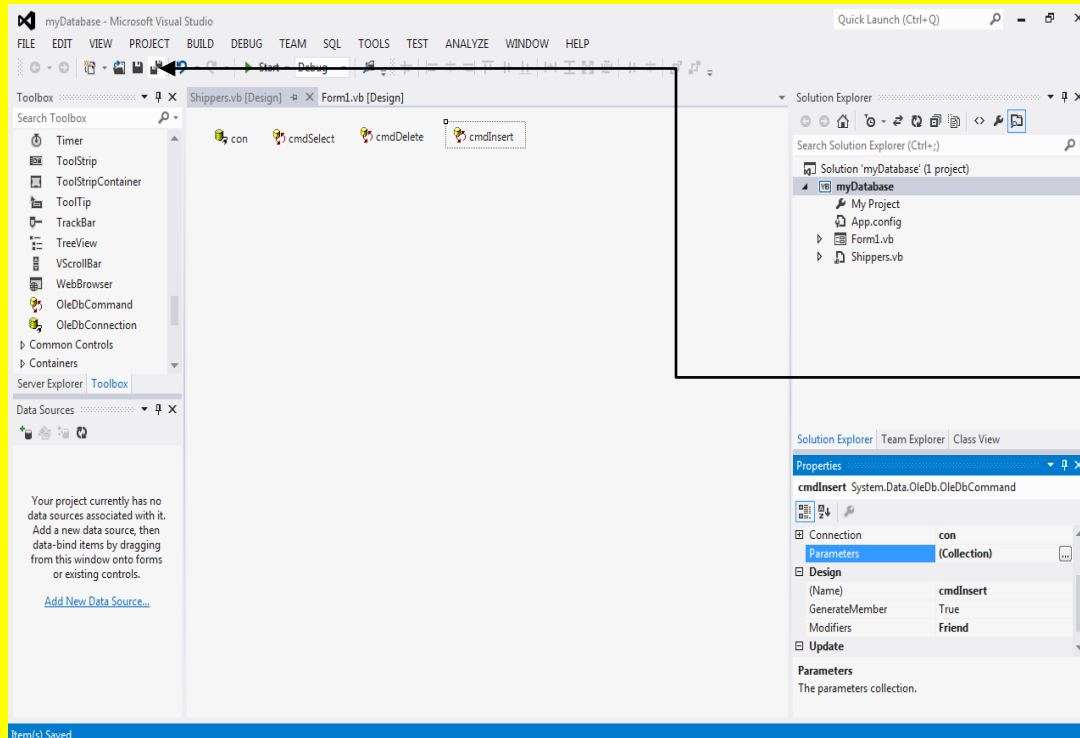 myDatabase - Microsoft Visual Studio
Quick Launch (Ctrl+Q)
FILE EDIT VIEW PROJECT BUILD DEBUG TEAM SQL TOOLS TEST ANALYZE WINDOW HELP
Start Debug
Toolbox
Search Toolbox
Timer
ToolStrip
ToolStripContainer
ToolTip
TrackBar
TreeView
VScrollBar
WebBrowser
OleDbCommand
OleDbConnection
Common Controls
Containers
Server Explorer Toolbox
Data Sources
Your project currently has no
data sources associated with it.
Add a new data source, then
data-bind items by dragging
from this window onto forms
or existing controls.
Add New Data Source...
Shippers.vb [Design] Form1.vb [Design]
con cmdSelect cmdDelete cmdInsert
Solution Explorer
Search Solution Explorer (Ctrl+;)
Solution 'myDatabase' (1 project)
VB myDatabase
My Project
App.config
Form1.vb
Shippers.vb
Solution Explorer Team Explorer Class View
Properties
cmdInsert System.Data.OleDb.OleDbCommand
Connection con
Parameters (Collection) ...
Design
(Name) cmdInsert
GenerateMember True
Modifiers Friend
Update
Parameters
The parameters collection.
Item(s) Saved